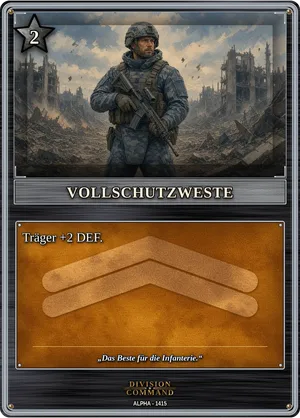 2
VOLLSCHUTZWESTE
Träger +2 DEF.
„Das Beste für die Infanterie.“
DIVISION
COMMAND
ALPHA - 1415